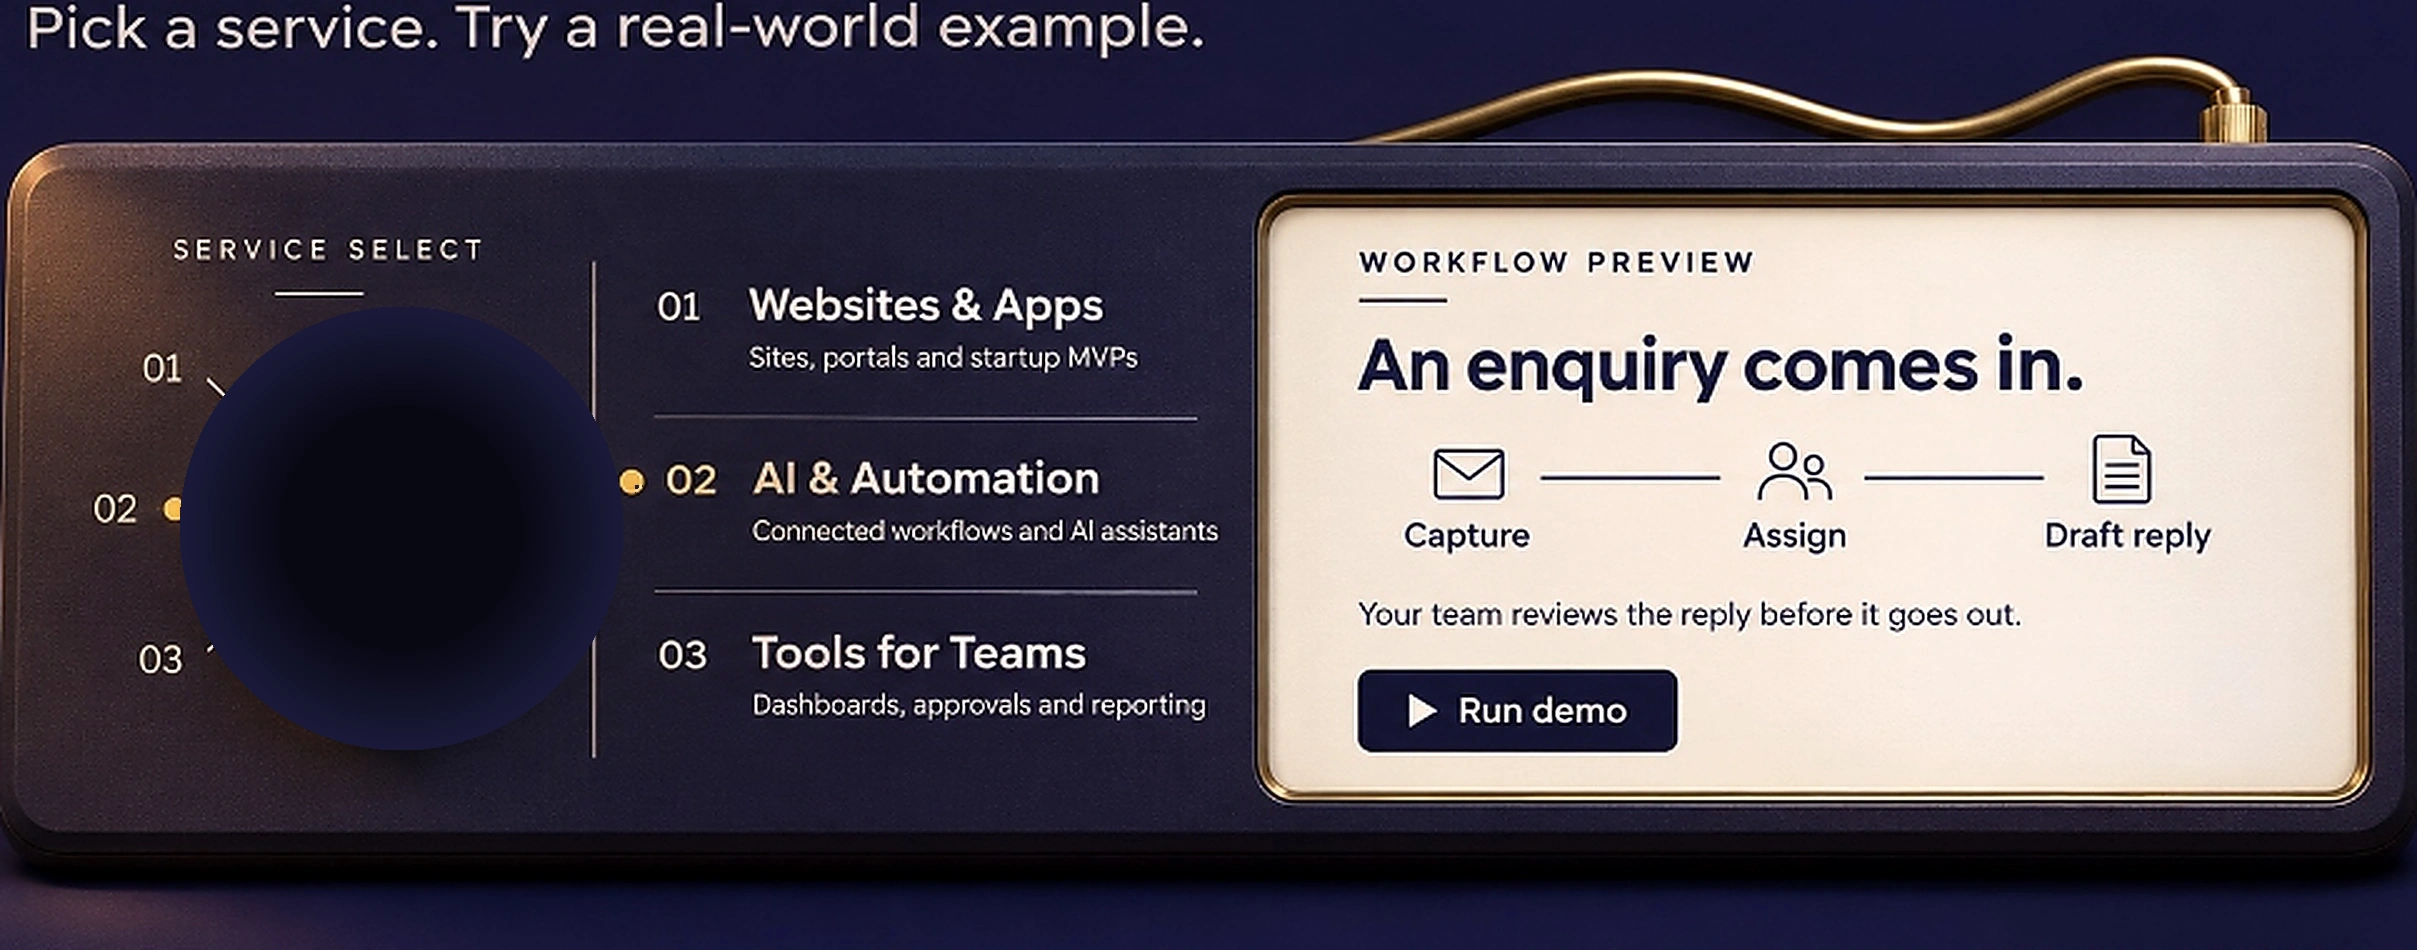 Pick a service. Try a real-world example.
SERVICE SELECT
01
02
03
01 Websites & Apps
Sites, portals and startup MVPs
02 AI & Automation
Connected workflows and AI assistants
03 Tools for Teams
Dashboards, approvals and reporting
WORKFLOW PREVIEW
An enquiry comes in.
Capture Assign Draft reply
Your team reviews the reply before it goes out.
Run demo